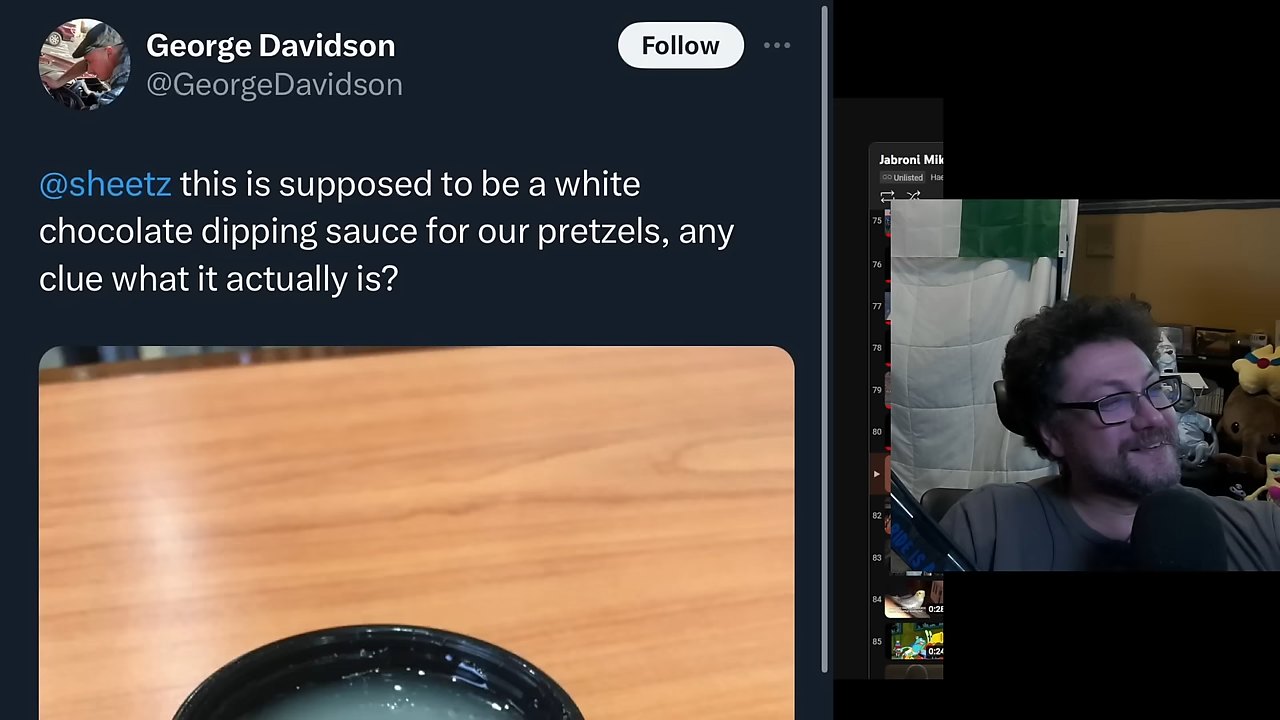 George Davidson
@GeorgeDavidson
Follow
@sheetz this is supposed to be a white
chocolate dipping sauce for our pretzels, any
clue what it actually is?
Jabroni Mik
Unlisted
Hae
75
76
77
78
79
80
82
83
84
0:28
85
0:24